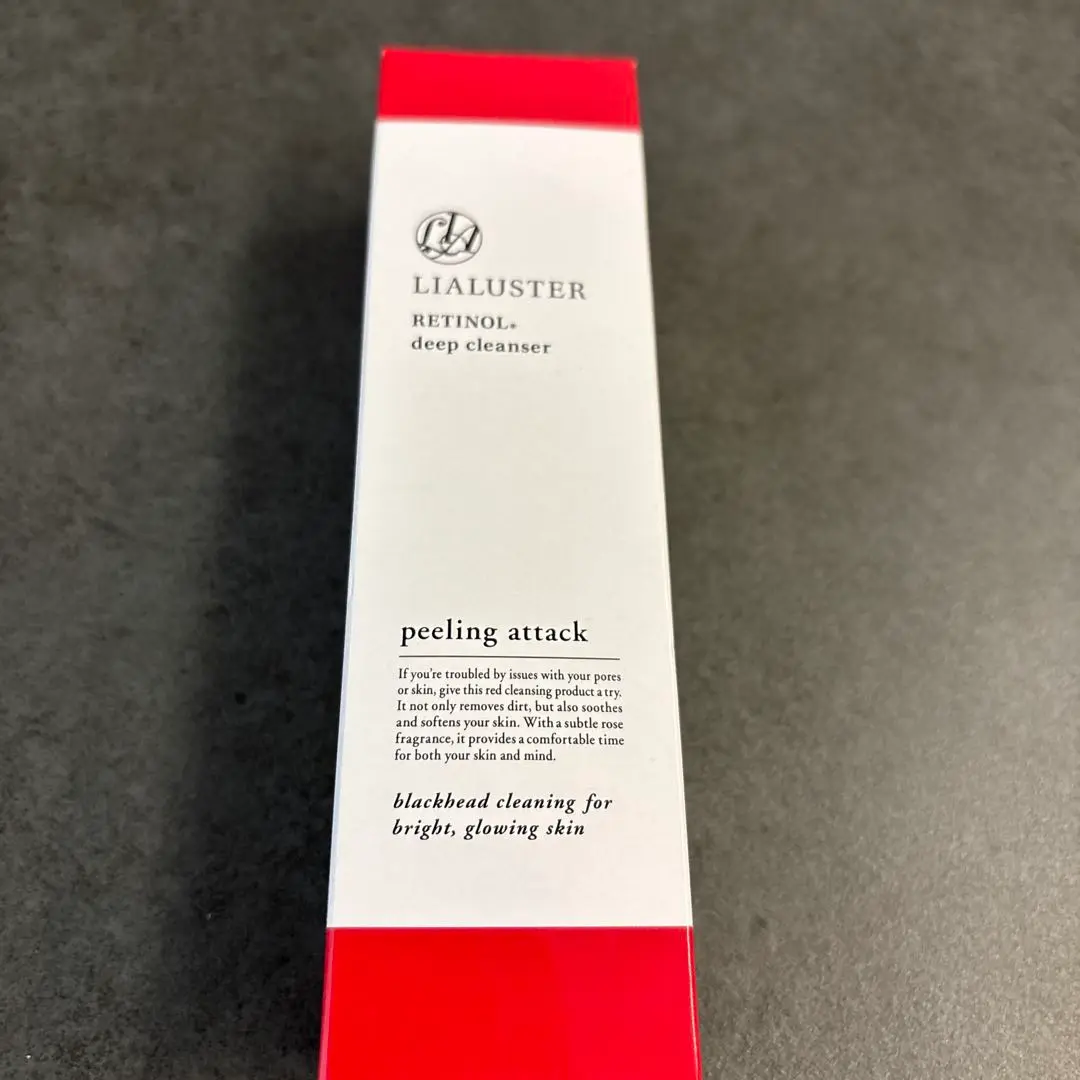 LIA
LIALUSTER
RETINOL*
deep cleanser
peeling attack
If you're troubled by issues with your pores
or skin, give this red cleansing product a try.
It not only removes dirt, but also soothes
and softens your skin. With a subtle rose
fragrance, it provides a comfortable time
for both your skin and mind.
blackhead cleaning for
bright, glowing skin